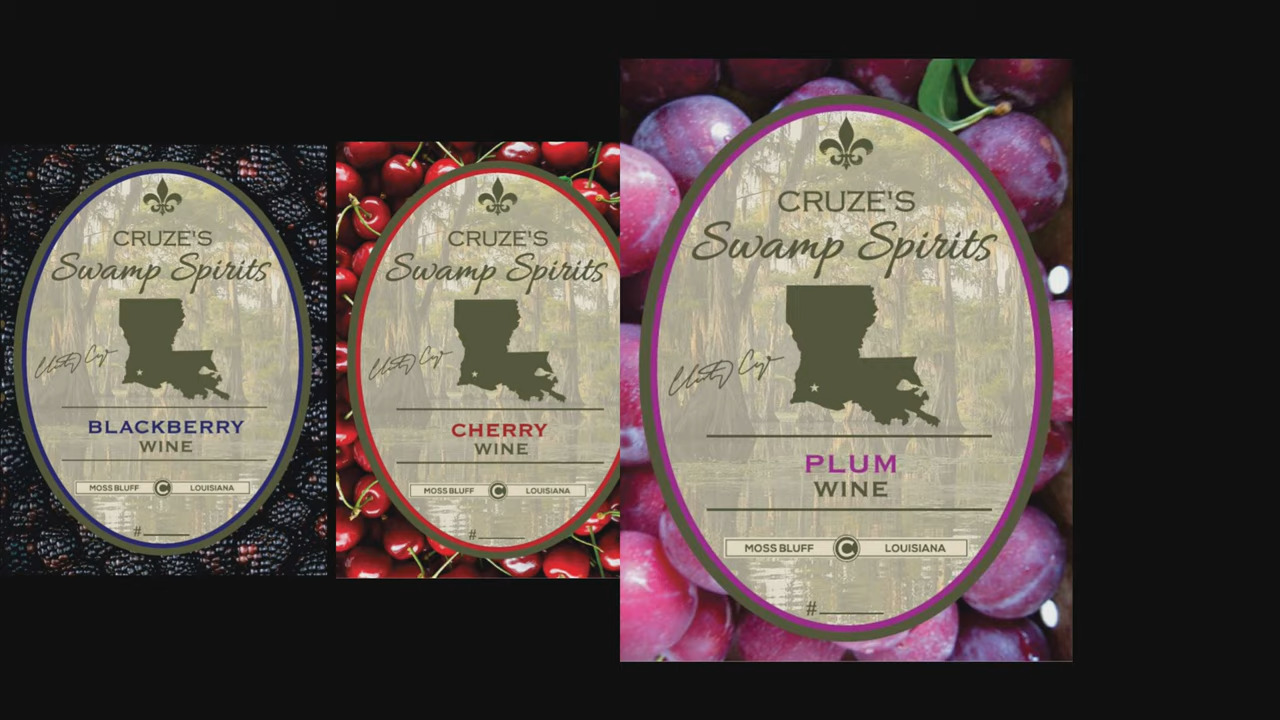 CRUZE'S
Swamp Spirits
BLACKBERRY
WINE
MOSS BLUFF C LOUISIANA
#
CRUZE'S
Swamp Spirits
CHERRY
WINE
MOSS BLUFF C LOUISIANA
#
CRUZE'S
Swamp Spirits
PLUM
WINE
MOSS BLUFF C LOUISIANA
#